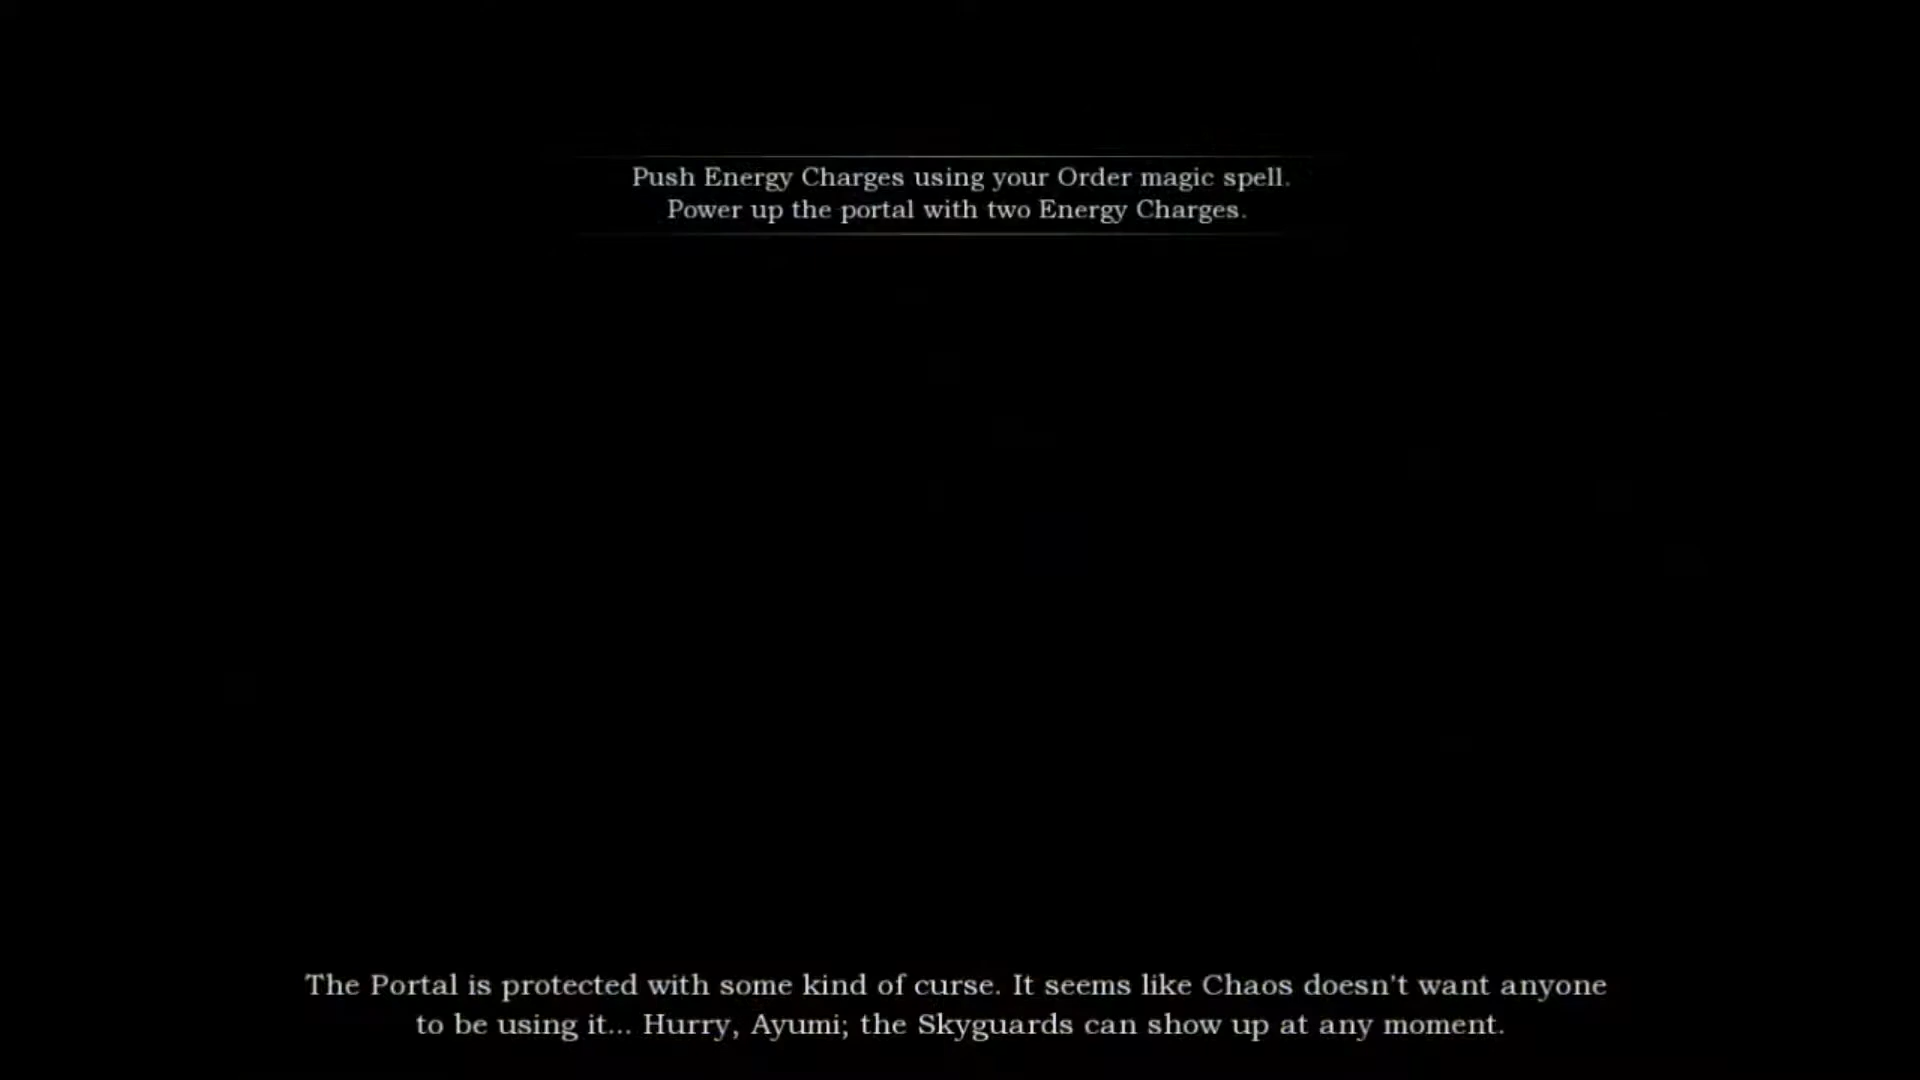 Push Energy Charges using your Order magic spell.
Power up the portal with two Energy Charges.
The Portal is protected with some kind of curse. It seems like Chaos doesn't want anyone
to be using it... Hurry, Ayumi; the Skyguards can show up at any moment.